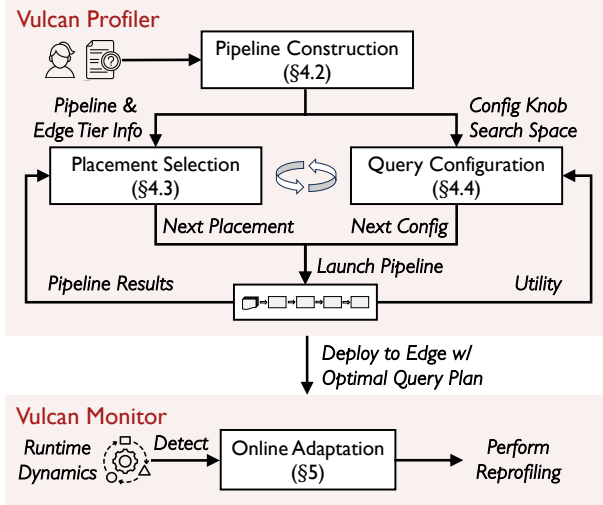 Vulcan Profiler
Pipeline Construction
(§4.2)
Pipeline &
Edge Tier Info
Config Knob
Search Space
Placement Selection
(§4.3)
Query Configuration
(§4.4)
Next Placement
Next Config
Launch Pipeline
Pipeline Results
Utility
Deploy to Edge w/
Optimal Query Plan
Vulcan Monitor
Runtime
Dynamics
Detect
Online Adaptation
(§5)
Perform
Reprofiling